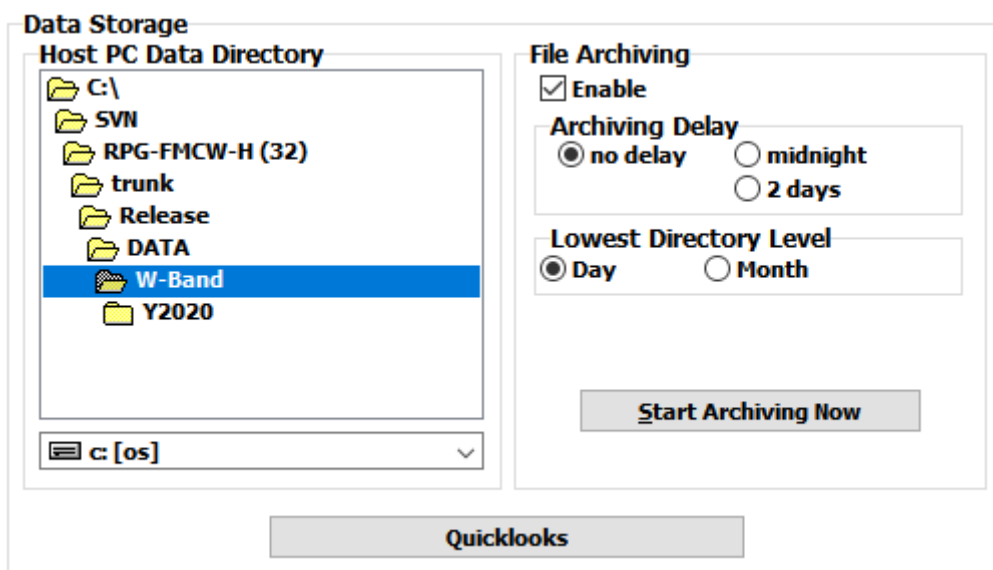 Data Storage
Host PC Data Directory
C:\
SVN
RPG-FMCW-H (32)
trunk
Release
DATA
W-Band
Y2020
c: [os]
File Archiving
Enable
Archiving Delay
no delay
midnight
2 days
Lowest Directory Level
Day
Month
Start Archiving Now
Quicklooks